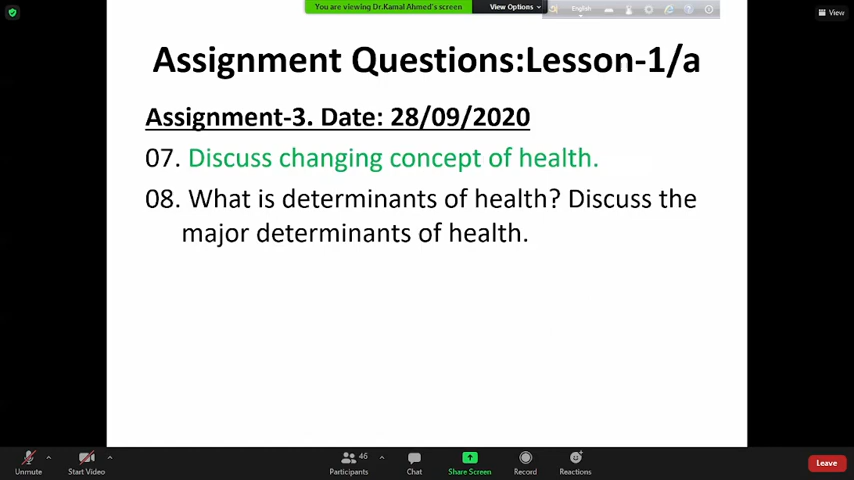 You are viewing Dr.Kamal Ahmed's screen
View Options
English
View
Assignment Questions:Lesson-1/a
Assignment-3. Date: 28/09/2020
07. Discuss changing concept of health.
08. What is determinants of health? Discuss the
major determinants of health.
46
Unmute
Start Video
Participants
Chat
Share Screen
Record
Reactions
Leave